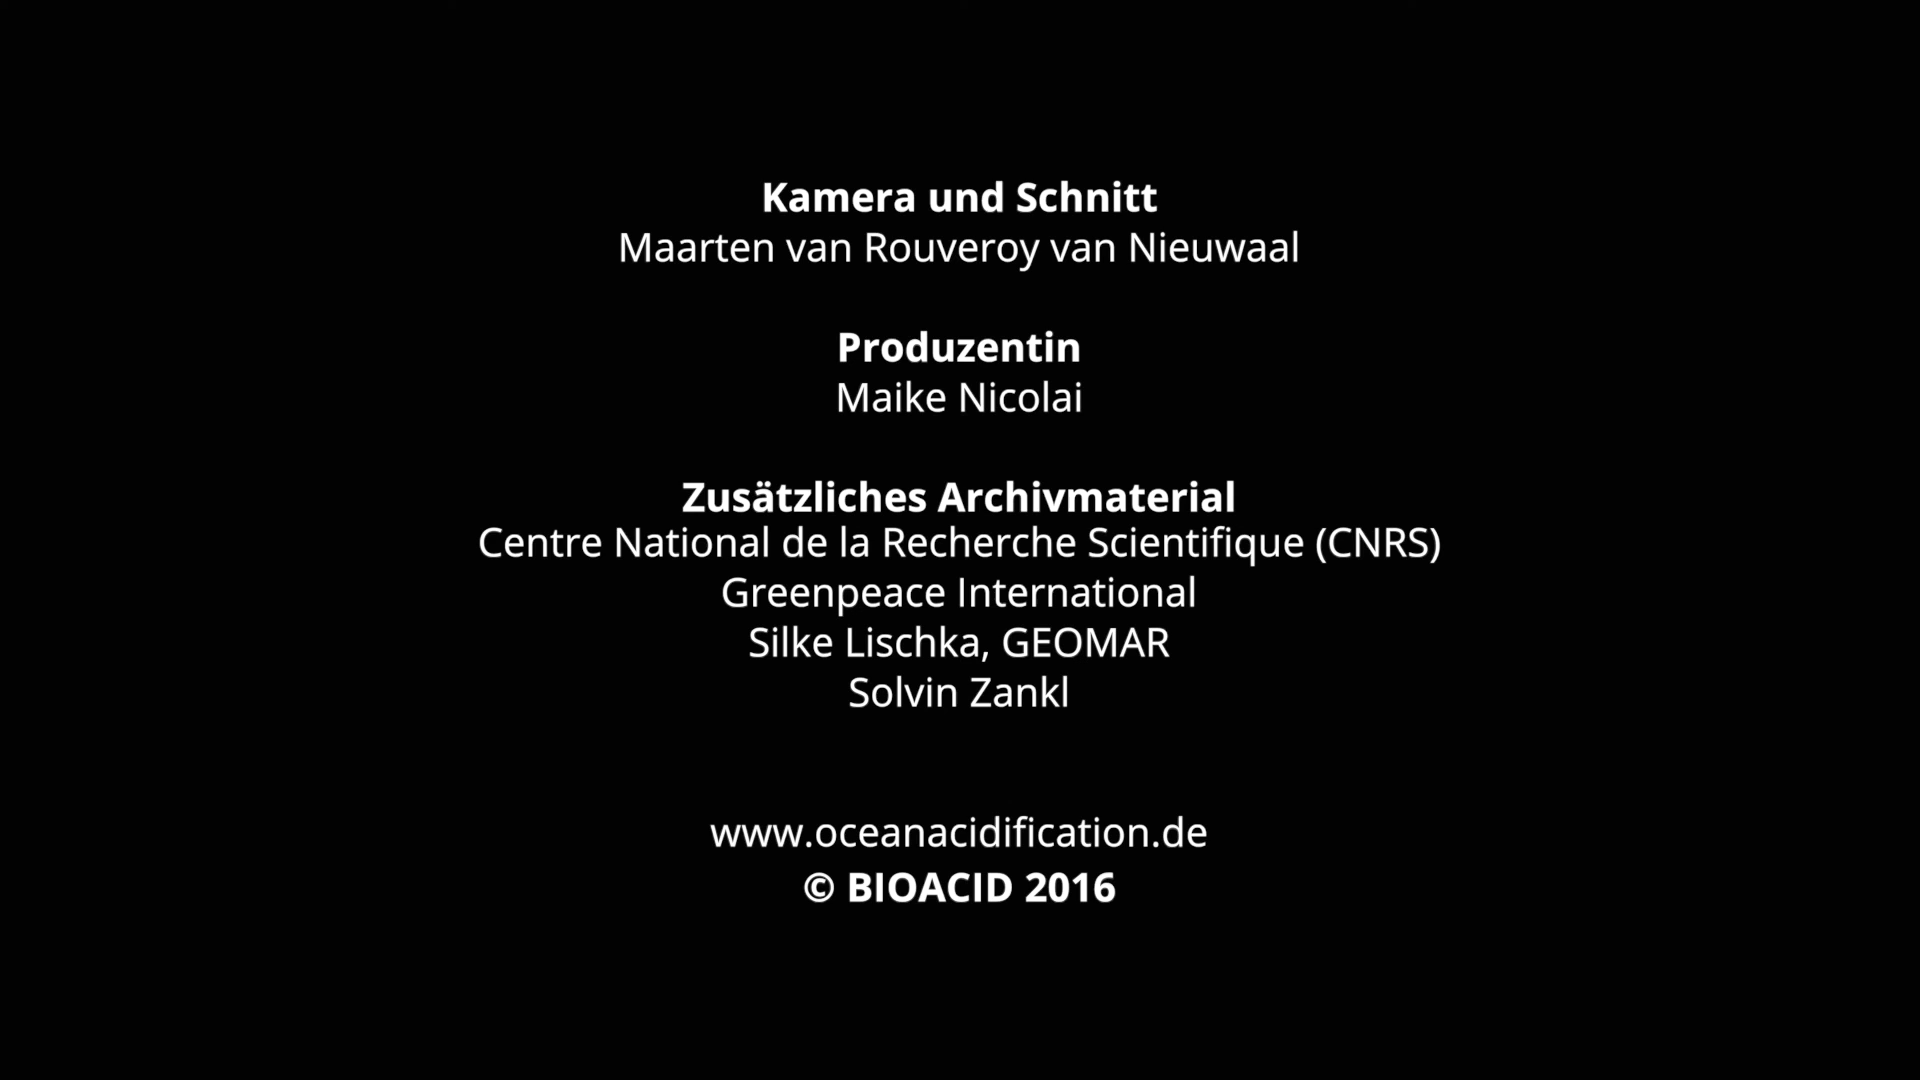 Kamera und Schnitt
Maarten van Rouveroy van Nieuwaal
Produzentin
Maike Nicolai
Zusätzliches Archivmaterial
Centre National de la Recherche Scientifique (CNRS)
Greenpeace International
Silke Lischka, GEOMAR
Solvin Zankl
www.oceanacidification.de
© BIOACID 2016